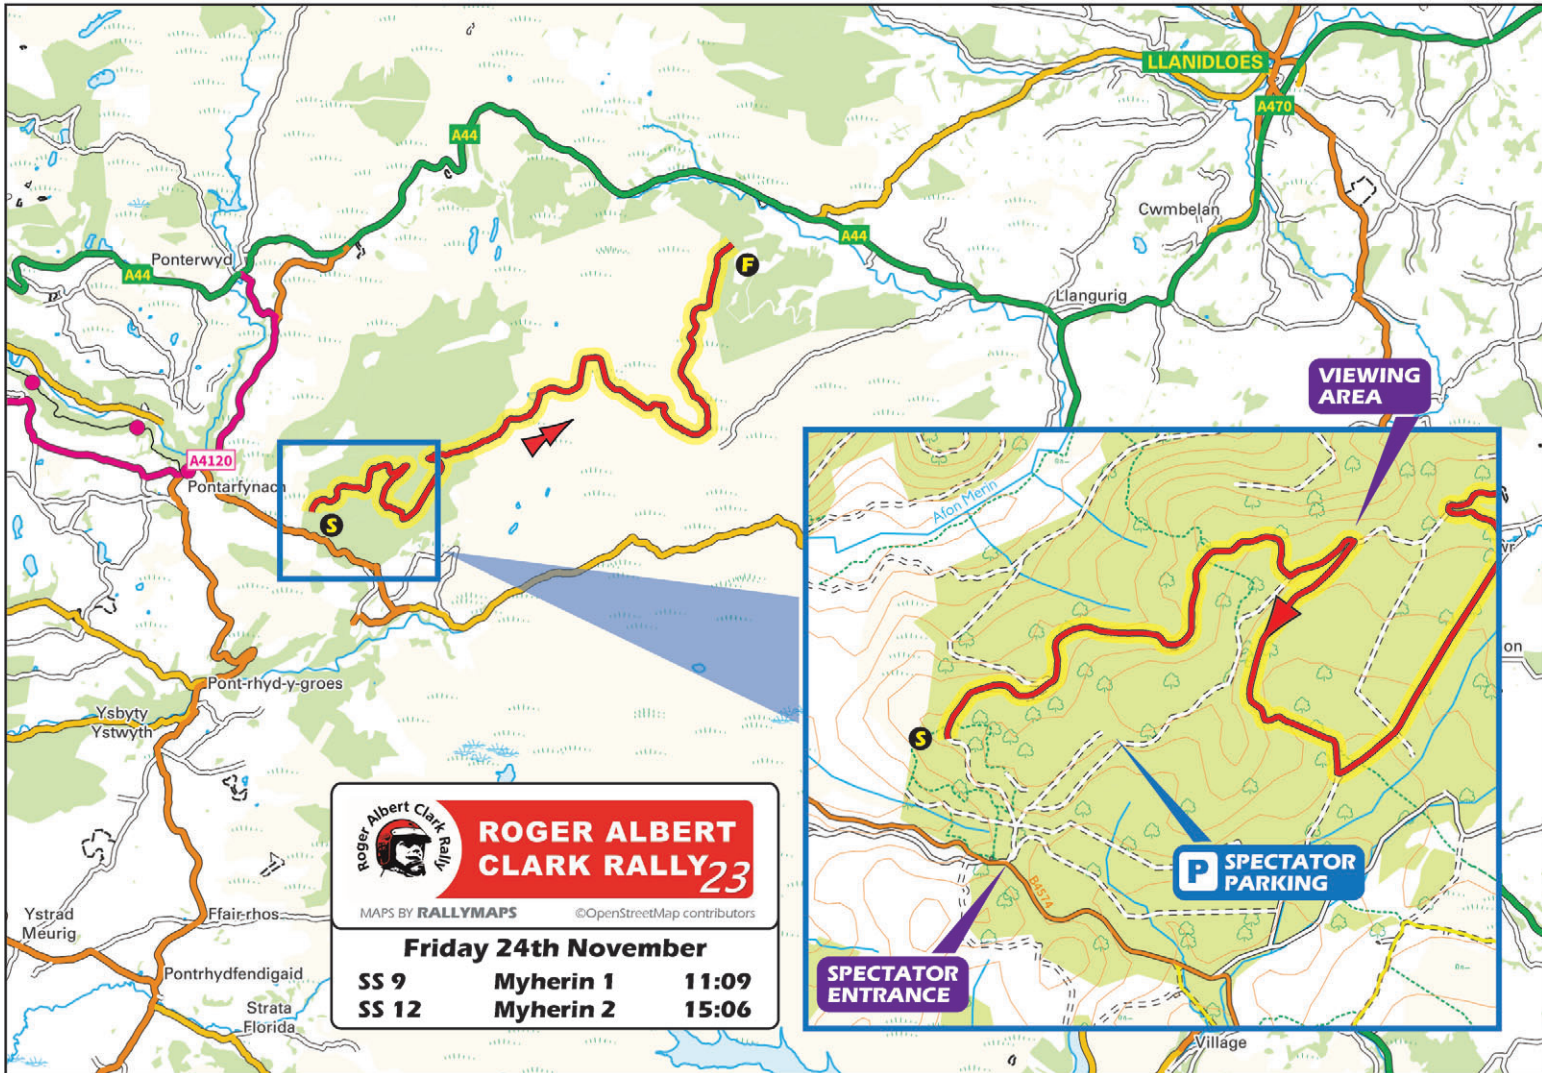 LLANIDLOES
A470
A44
Cwmbelan
Ponterwyd
A44
A44
F
Llangurig
VIEWING
AREA
A4120
Pontarfynach
S
Afon Merin
wr
on
Pont-rhyd-y-groes
Ysbyty
Ystwyth
S
Roger Albert Clark Rally
ROGER ALBERT
CLARK RALLY 23
MAPS BY RALLYMAPS
©OpenStreetMap contributors
P SPECTATOR
PARKING
B4574
Ystrad
Meurig
Ffair-rhos
Friday 24th November
SS 9 Myherin 1 11:09
SS 12 Myherin 2 15:06
SPECTATOR
ENTRANCE
Pontrhydfendigaid
Strata
Florida
Village